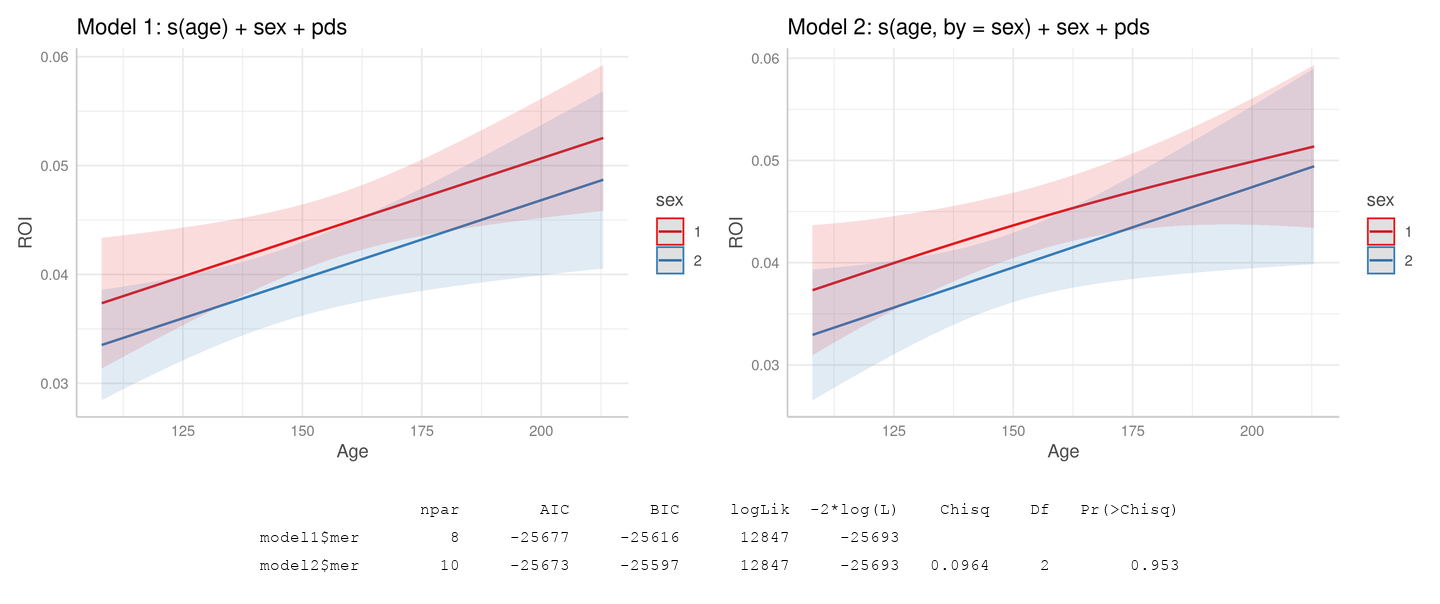 Model 1: s(age) + sex + pds
0.06
0.05
0.04
0.03
ROI
125 150 175 200
Age
sex
1
2
Model 2: s(age, by = sex) + sex + pds
0.06
0.05
0.04
0.03
ROI
125 150 175 200
Age
sex
1
2
npar AIC BIC logLik -2*log(L) Chisq Df Pr(>Chisq)
model1$mer 8 -25677 -25616 12847 -25693
model2$mer 10 -25673 -25597 12847 -25693 0.0964 2 0.953